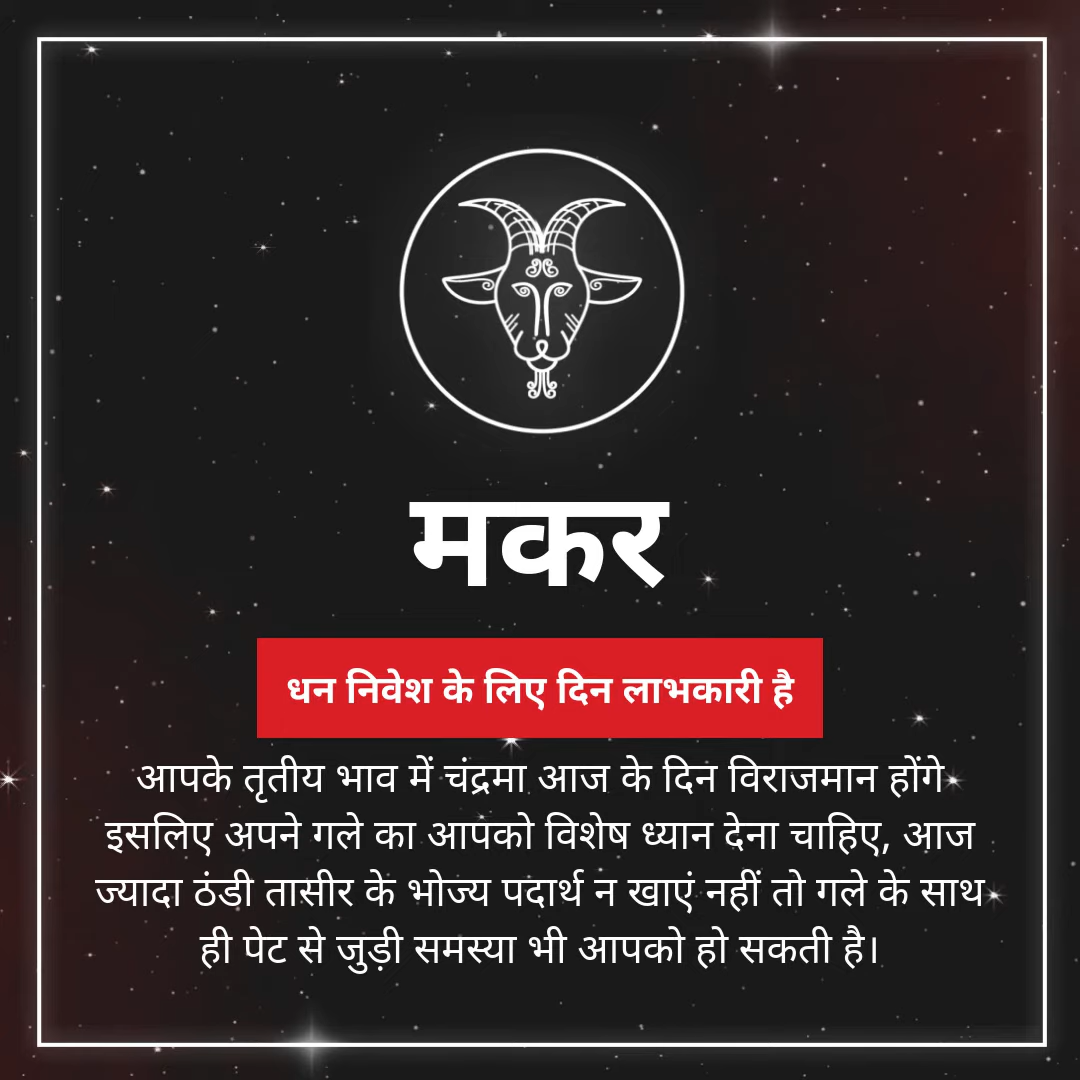 मकर
धन निवेश के लिए दिन लाभकारी है
आपके तृतीय भाव में चंद्रमा आज के दिन विराजमान होंगे
इसलिए अपने गले का आपको विशेष ध्यान देना चाहिए, आज
ज्यादा ठंडी तासीर के भोज्य पदार्थ न खाएं नहीं तो गले के साथ
ही पेट से जुड़ी समस्या भी आपको हो सकती है।